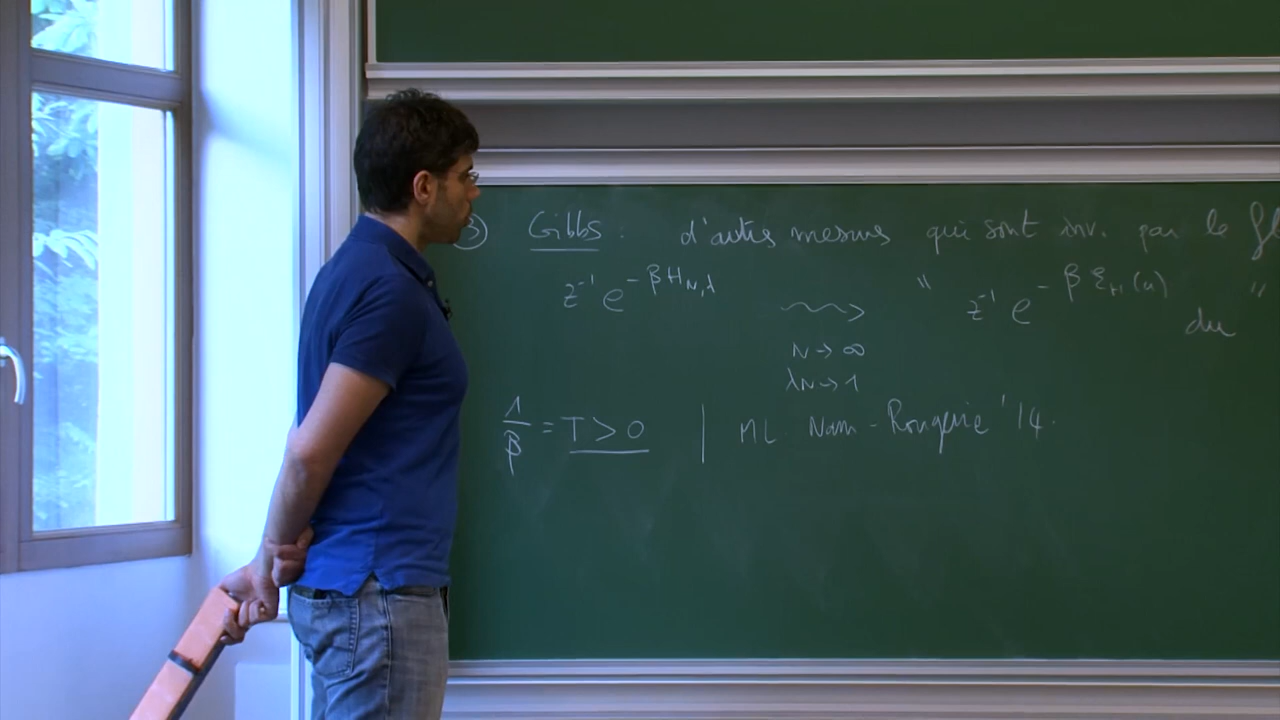 ③ Gibbs : d'autres mesures qui sont inv. par le fl
z⁻¹ e^{-βH_{N,λ}} ⇝ " z⁻¹ e^{-β ℰ_H(u)} "
N→∞ du
λN→1
1/β = T > 0 | ML Nam-Rougerie '14.